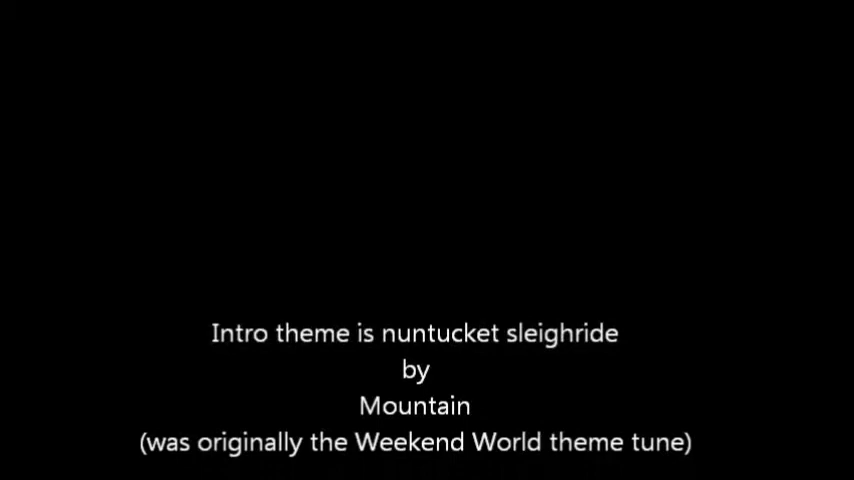 Intro theme is nuntucket sleighride
by
Mountain
(was originally the Weekend World theme tune)